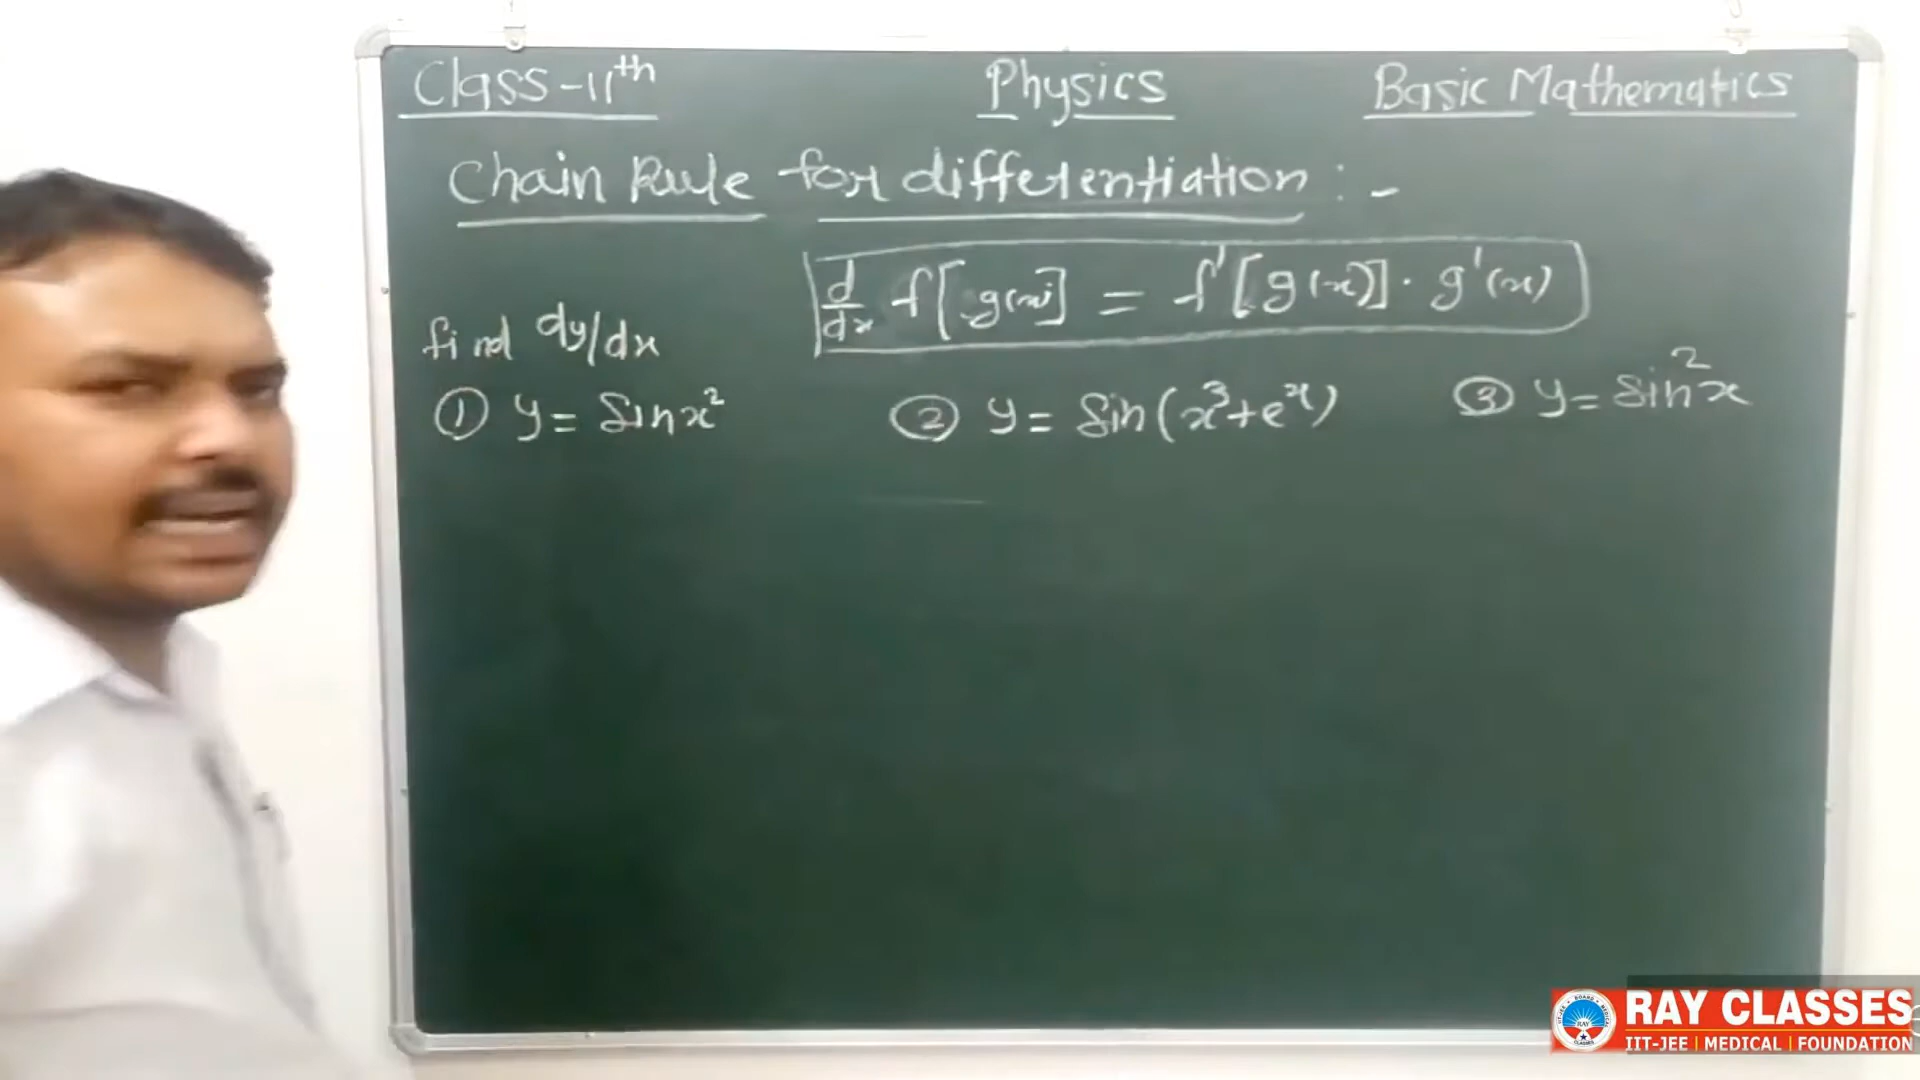 Class-11th Physics Basic Mathematics
Chain Rule for differentiation :-
d/dx f[g(x)] = f'[g(x)] · g'(x)
find dy/dx
① y = sin x² ② y = sin(x³+eˣ) ③ y = sin²x
RAY CLASSES
IIT-JEE | MEDICAL | FOUNDATION